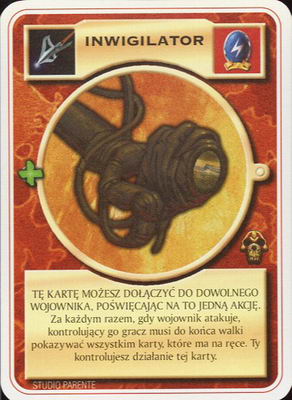 INWIGILATOR
TĘ KARTĘ MOŻESZ DOŁĄCZYĆ DO DOWOLNEGO
WOJOWNIKA, POŚWIĘCAJĄC NA TO JEDNĄ AKCJĘ.
Za każdym razem, gdy wojownik atakuje,
kontrolujący go gracz musi do końca walki
pokazywać wszystkim karty, które ma na ręce. Ty
kontrolujesz działanie tej karty.
STUDIO PARENTE